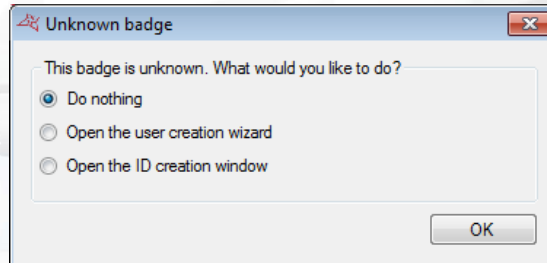 Unknown badge
This badge is unknown. What would you like to do?
Do nothing
Open the user creation wizard
Open the ID creation window
OK